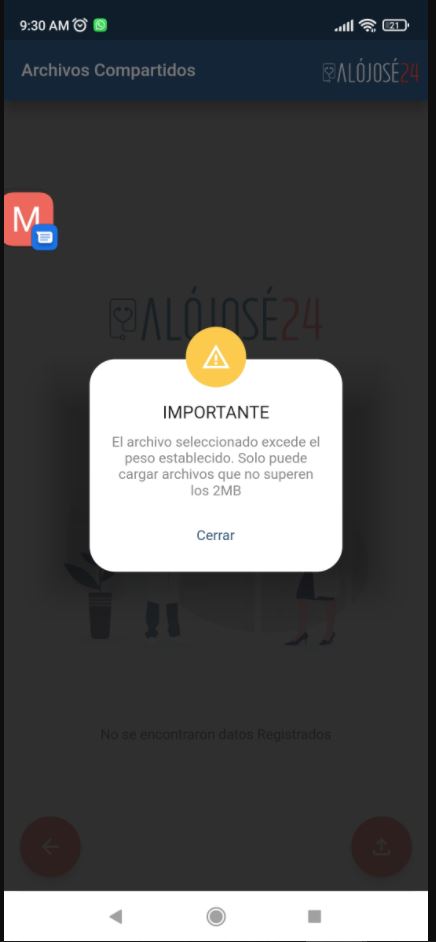 9:30 AM
21
Archivos Compartidos
ALÓJOSÉ24
M
ALÓJOSÉ24
IMPORTANTE
El archivo seleccionado excede el
peso establecido. Solo puede
cargar archivos que no superen
los 2MB
Cerrar
No se encontraron datos Registrados